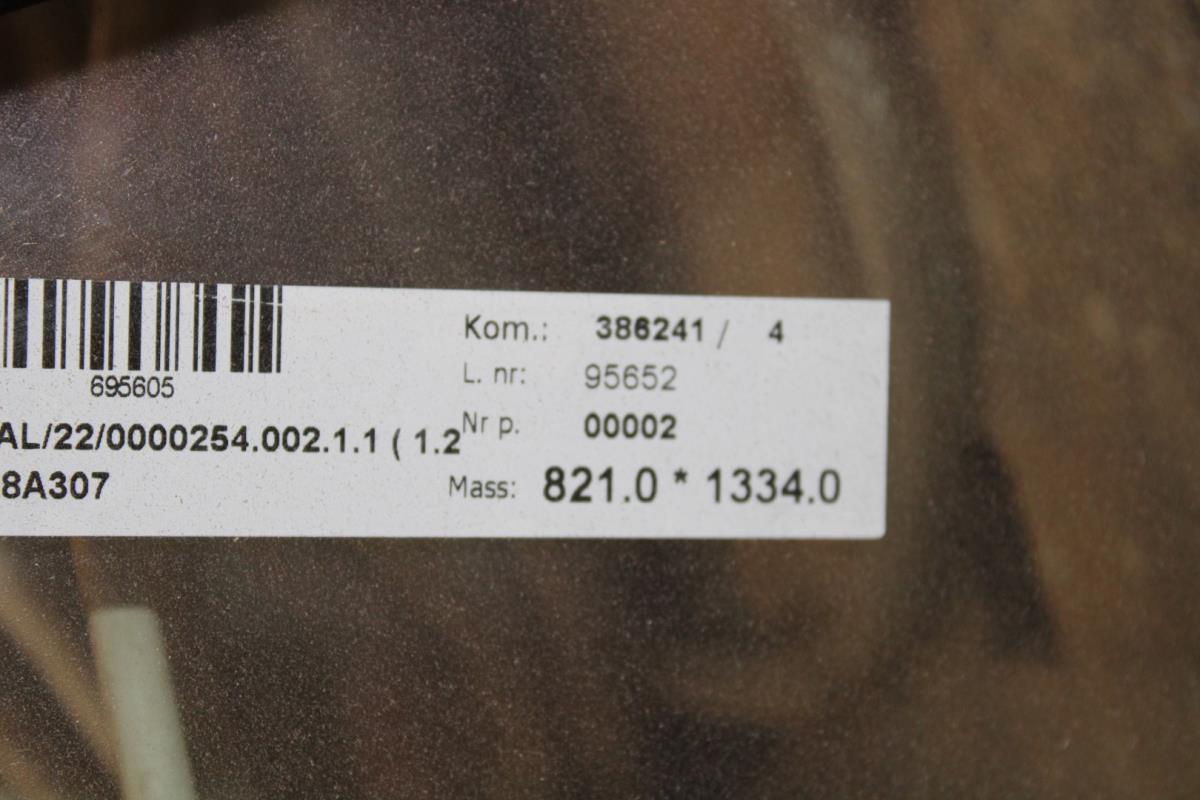 695605
AL/22/0000254.002.1.1 ( 1.2
8A307
Kom.: 386241 / 4
L. nr: 95652
Nr p. 00002
Mass: 821.0 * 1334.0